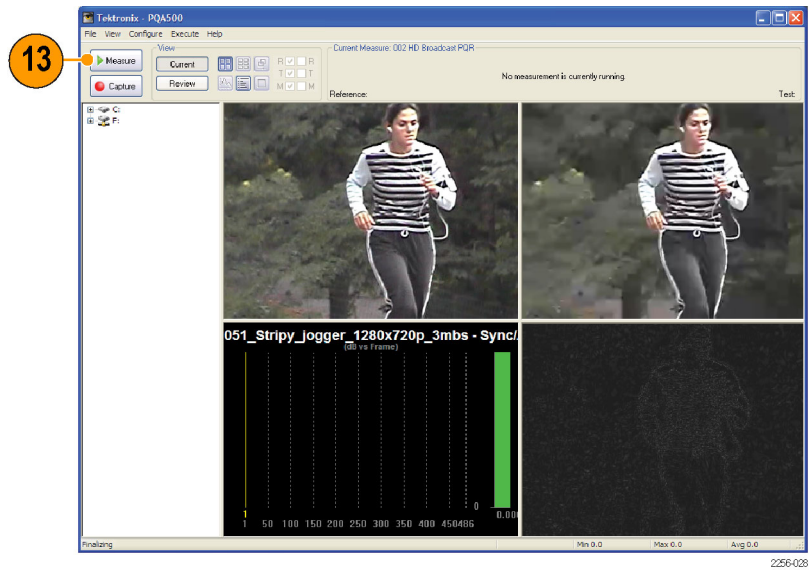 Tektronix - PQA500
File View Configure Execute Help
13
Measure
Capture
View
Current
Review
R R
T T
M M
Current Measure: 002 HD Broadcast PQR
No measurement is currently running.
Reference:
Test:
C:
F:
051_Stripy_jogger_1280x720p_3mbs - Sync/.
(dB vs Frame)
0
1
0.00
1 50 100 150 200 250 300 350 400 450486
Finalizing
Min 0.0
Max 0.0
Avg 0.0
2256-028